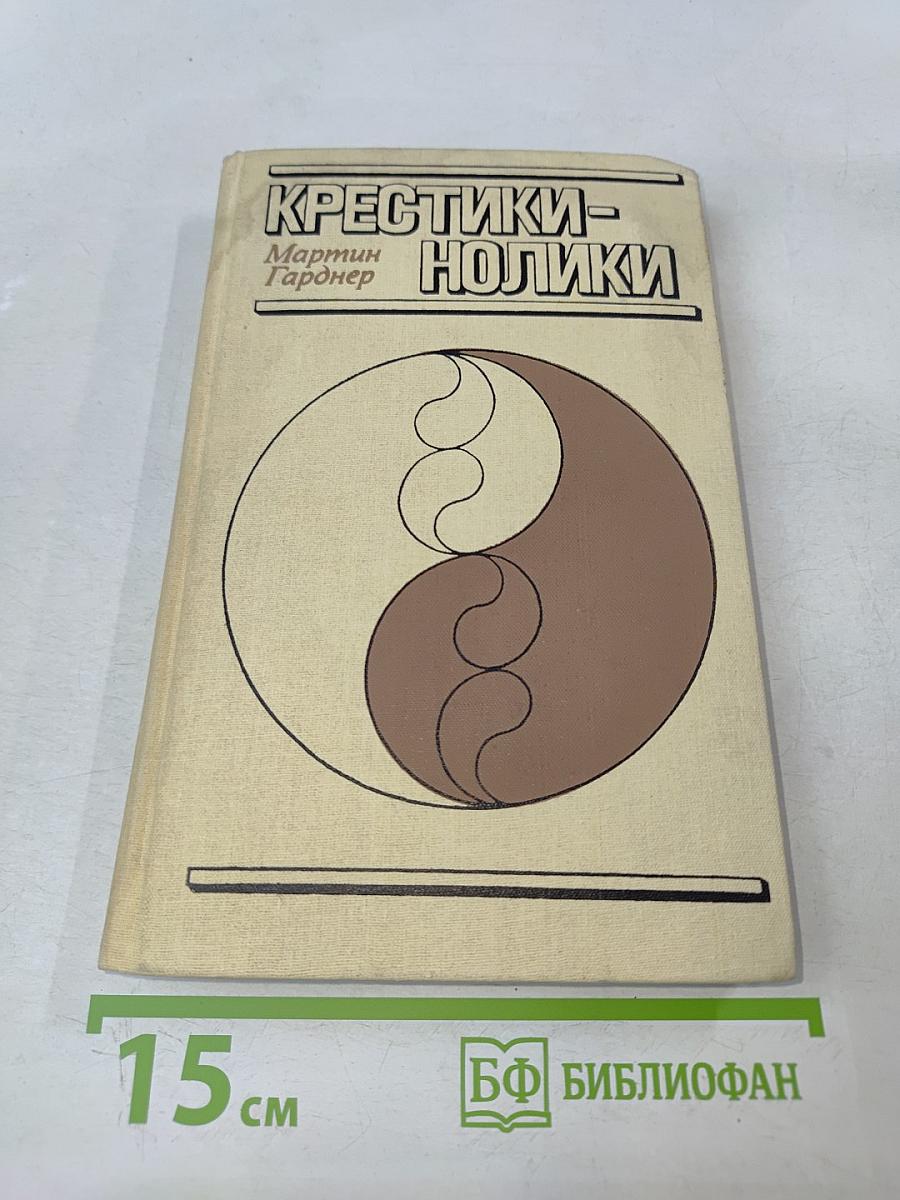 КРЕСТИКИ-
НОЛИКИ
Мартин
Гарднер
15 см
БФ БИБЛИОФАН